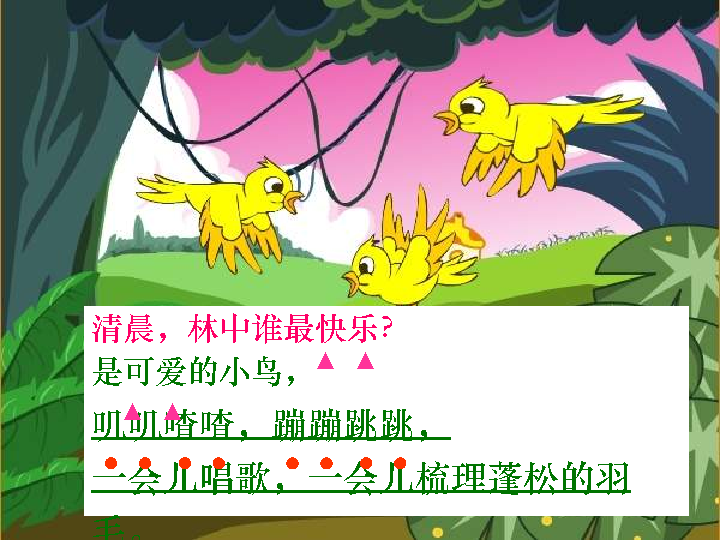 清晨，林中谁最快乐？
是可爱的小鸟，
叽叽喳喳，蹦蹦跳跳，
一会儿唱歌，一会儿梳理蓬松的羽
毛